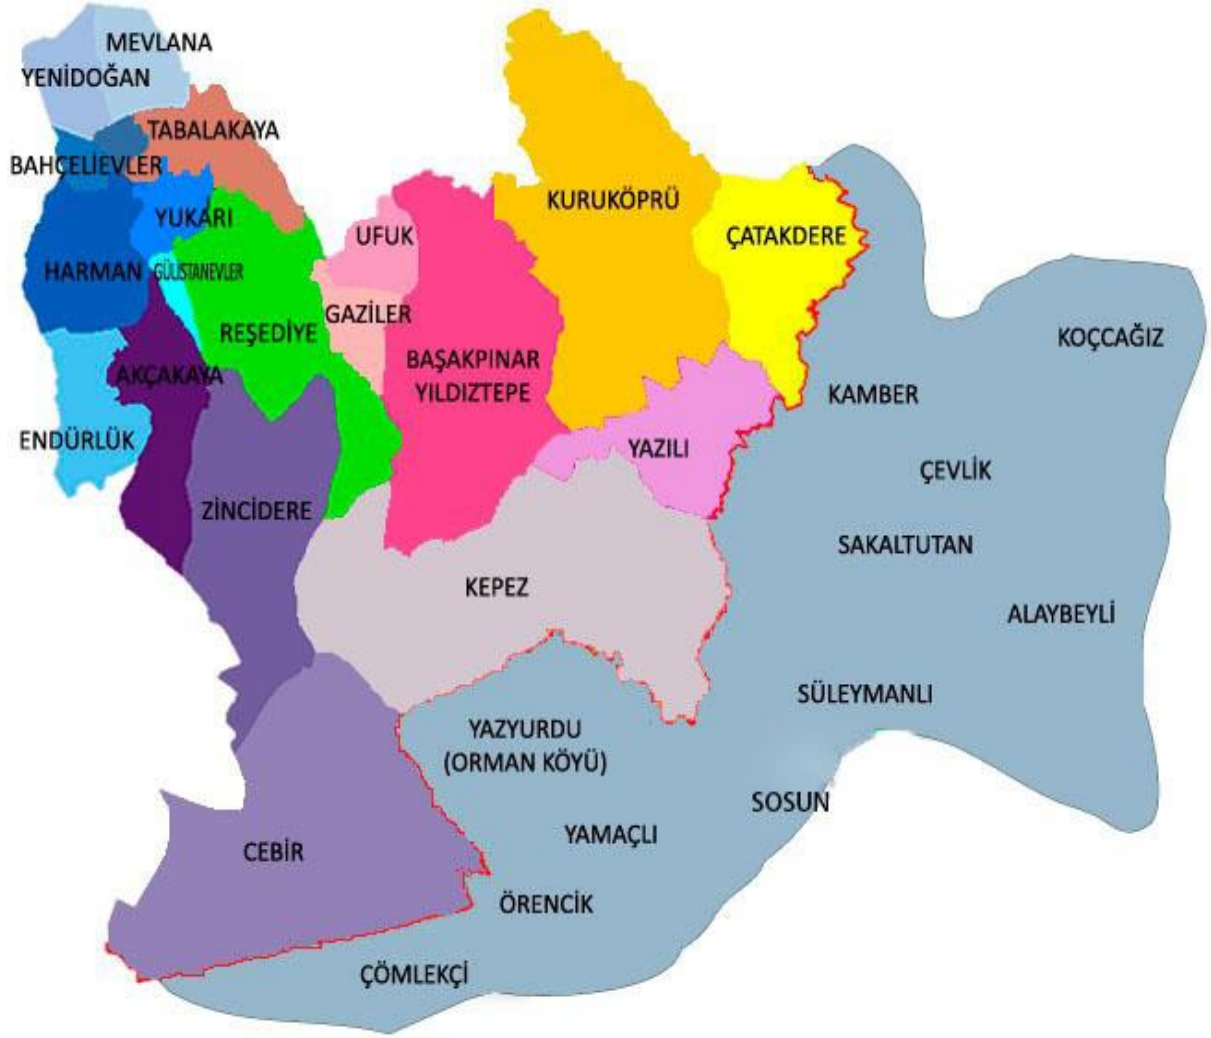 MEVLANA
YENİDOĞAN
TABALAKAYA
BAHÇELİEVLER
KURUKÖPRÜ
YUKARI
UFUK
ÇATAKDERE
HARMAN
GÜLİSTANEVLER
GAZİLER
REŞEDİYE
KOÇCAĞIZ
BAŞAKPINAR
YILDIZTEPE
AKÇAKAYA
KAMBER
ENDÜRLÜK
YAZILI
ÇEVLİK
ZİNCİDERE
SAKALTUTAN
KEPEZ
ALAYBEYLİ
SÜLEYMANLI
YAZYURDU
(ORMAN KÖYÜ)
SOSUN
YAMAÇLI
CEBİR
ÖRENCİK
ÇÖMLEKÇİ